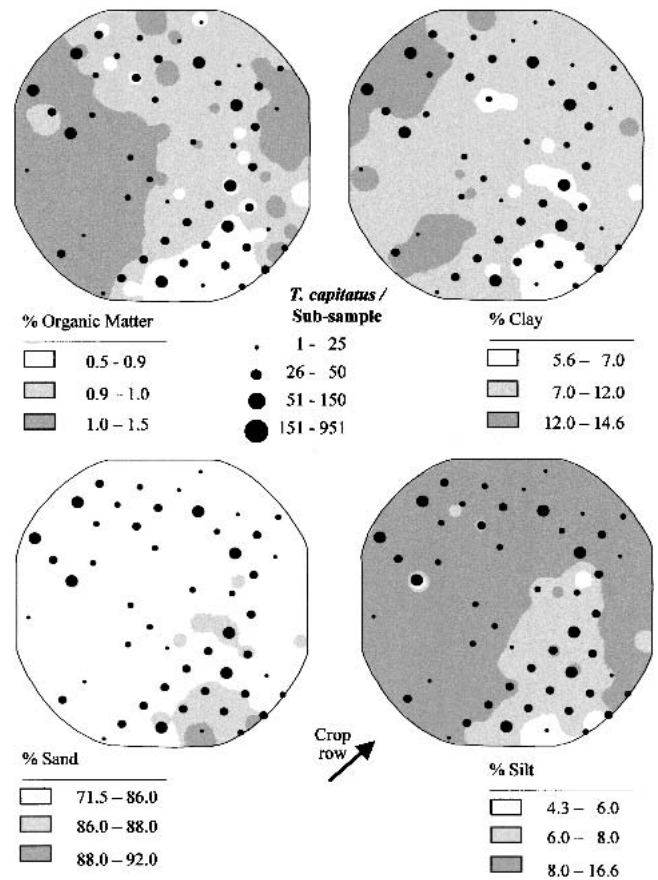 % Organic Matter
0.5 - 0.9
0.9 - 1.0
1.0 – 1.5
T. capitatus /
Sub-sample
1 - 25
26 - 50
51 - 150
151 - 951
% Clay
5.6 – 7.0
7.0 – 12.0
12.0 – 14.6
% Sand
71.5 – 86.0
86.0 – 88.0
88.0 – 92.0
Crop
row
% Silt
4.3 – 6.0
6.0 – 8.0
8.0 – 16.6